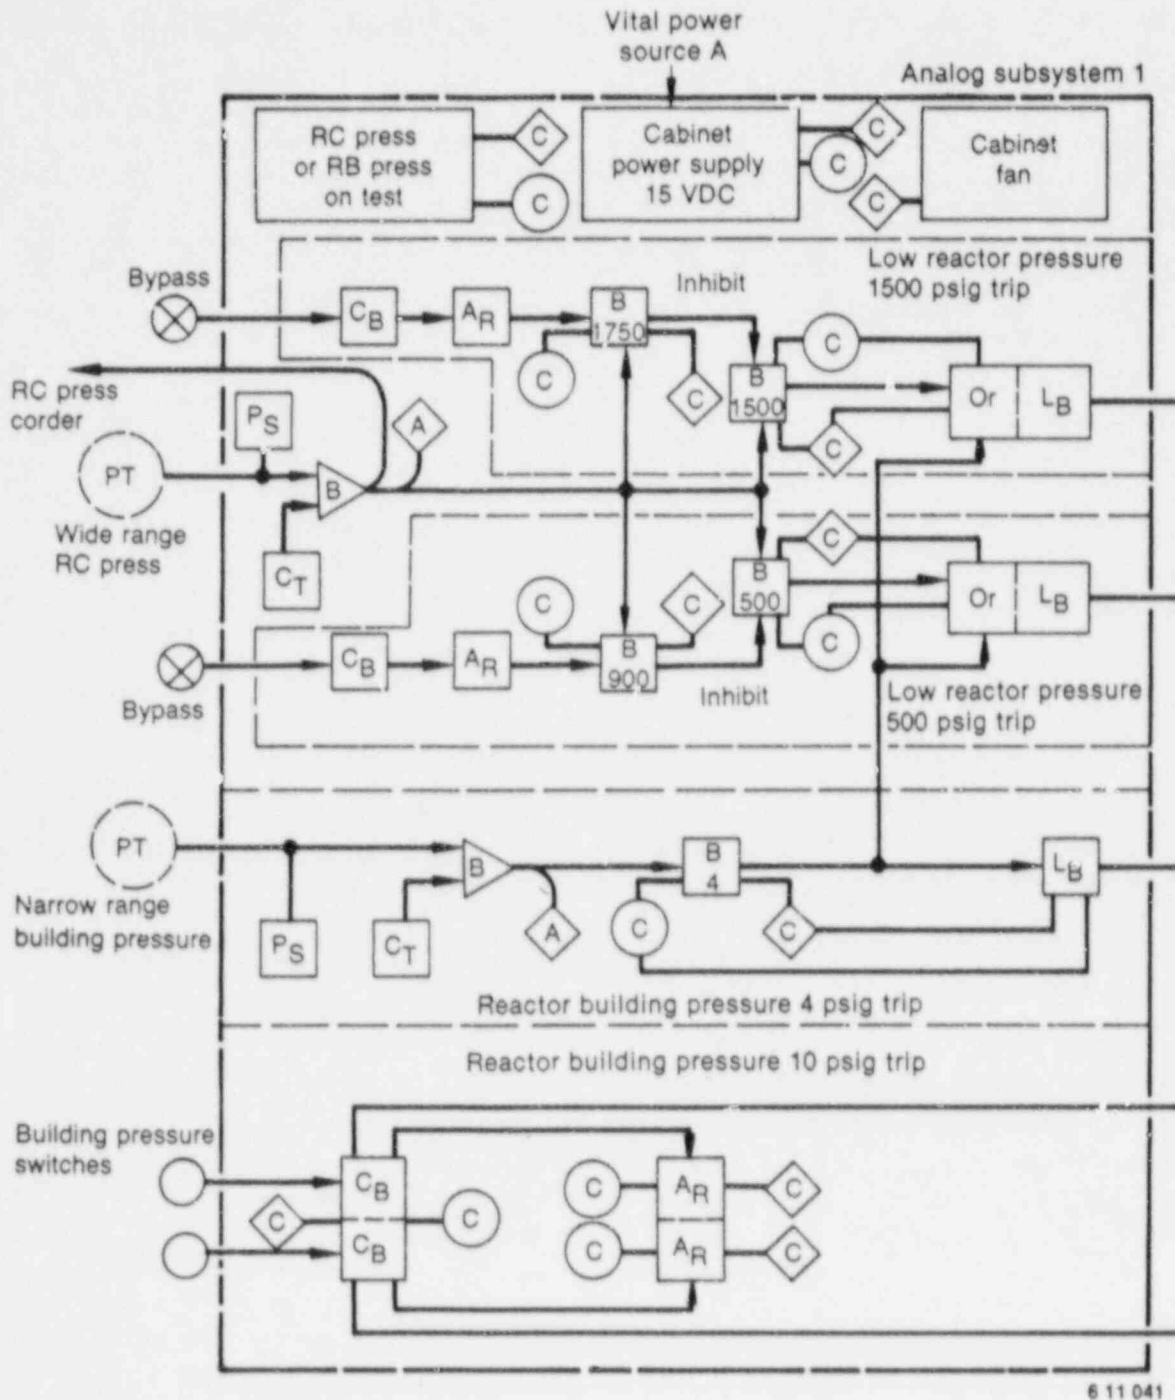 Vital power
source A
Analog subsystem 1
RC press
or RB press
on test
C
C
Cabinet
power supply
15 VDC
C
C
C
Cabinet
fan
Bypass
CB
AR
B
1750
Inhibit
Low reactor pressure
1500 psig trip
C
C
C
B
1500
C
Or
LB
RC press
corder
PS
A
PT
B
Wide range
RC press
CT
C
C
B
500
C
C
Or
LB
Bypass
CB
AR
B
900
Inhibit
Low reactor pressure
500 psig trip
PT
B
B
4
LB
Narrow range
building pressure
PS
CT
A
C
C
Reactor building pressure 4 psig trip
Reactor building pressure 10 psig trip
Building pressure
switches
C
CB
CB
C
C
C
AR
AR
C
C
6 11 041